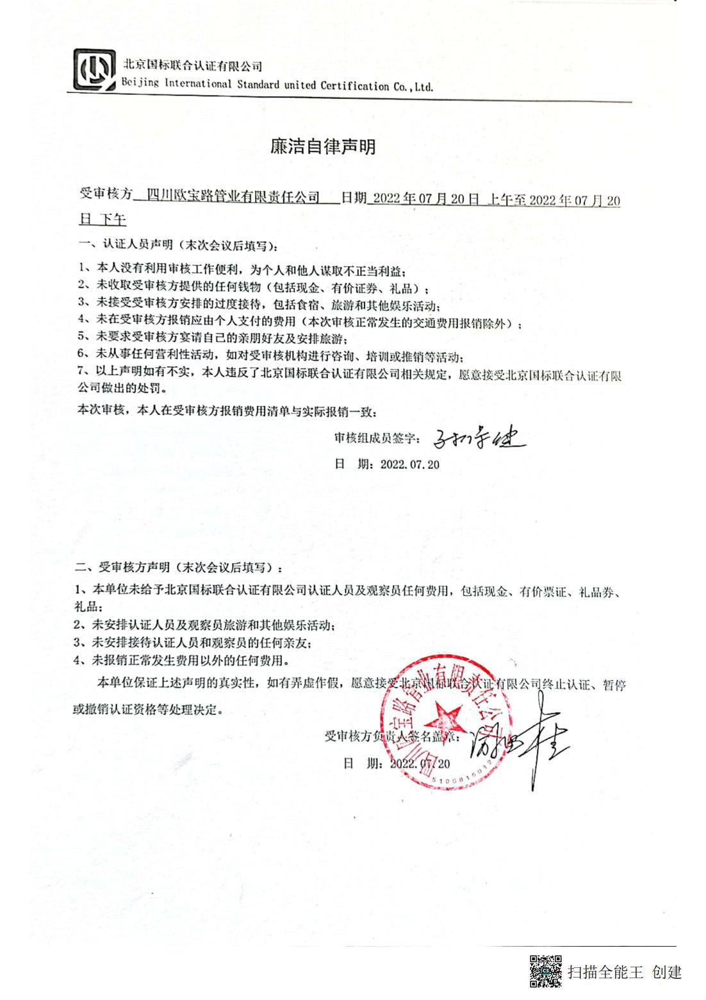 北京国标联合认证有限公司
Beijing International Standard united Certification Co.,Ltd.
廉洁自律声明
受审核方 四川欧宝路管业有限责任公司 日期 2022年07月20日 上午至2022年07月20
日 下午
一、认证人员声明（末次会议后填写）：
1、本人没有利用审核工作便利，为个人和他人谋取不正当利益；
2、未收取受审核方提供的任何钱物（包括现金、有价证券、礼品）；
3、未接受受审核方安排的过度接待，包括食宿、旅游和其他娱乐活动；
4、未在受审核方报销应由个人支付的费用（本次审核正常发生的交通费用报销除外）；
5、未要求受审核方宴请自己的亲朋好友及安排旅游；
6、未从事任何营利性活动，如对受审核机构进行咨询、培训或推销等活动；
7、以上声明如有不实，本人违反了北京国标联合认证有限公司相关规定，愿意接受北京国标联合认证有限
公司做出的处罚。
本次审核，本人在受审核方报销费用清单与实际报销一致：
审核组成员签字：
日 期：2022.07.20
二、受审核方声明（末次会议后填写）：
1、本单位未给予北京国标联合认证有限公司认证人员及观察员任何费用，包括现金、有价票证、礼品券、
礼品；
2、未安排认证人员及观察员旅游和其他娱乐活动；
3、未安排接待认证人员和观察员的任何亲友；
4、未报销正常发生费用以外的任何费用。
本单位保证上述声明的真实性，如有弄虚作假，愿意接受北京国标联合认证有限公司终止认证、暂停
或撤销认证资格等处理决定。
四川欧宝路管业有限责任公司
受审核方负责人签名盖章：
日 期：2022.07.20
扫描全能王 创建